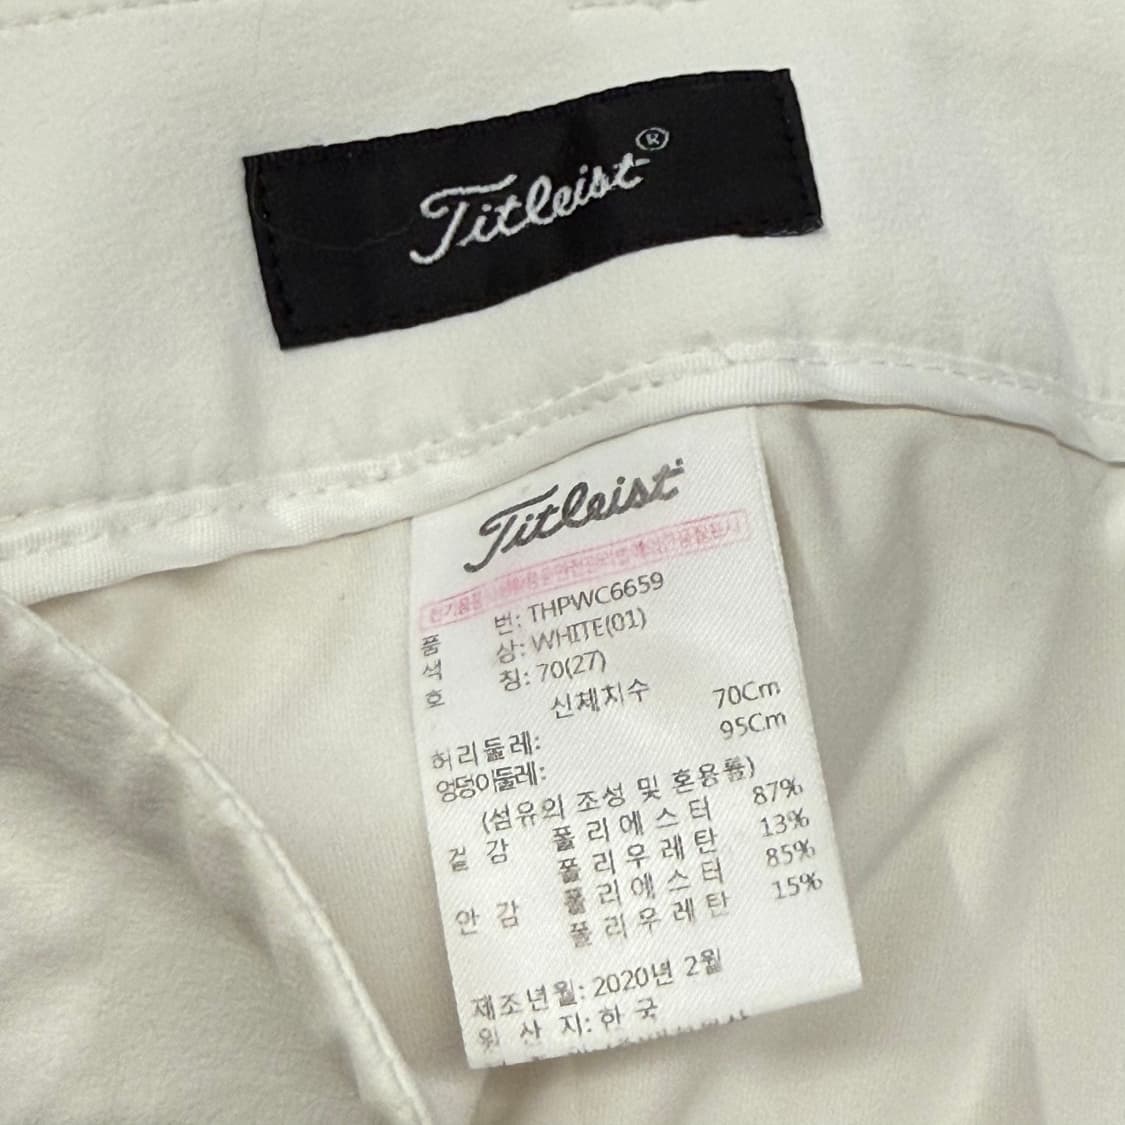 Titleist®
Titleist
품 번: THPWC6659
색 상: WHITE(01)
호 칭: 70(27)
신체치수
허리둘레: 70Cm
엉덩이둘레: 95Cm
(섬유의 조성 및 혼용률)
겉 감 폴리에스터 87%
폴리우레탄 13%
안 감 폴리에스터 85%
폴리우레탄 15%
제조년월: 2020년 2월
원 산 지: 한 국